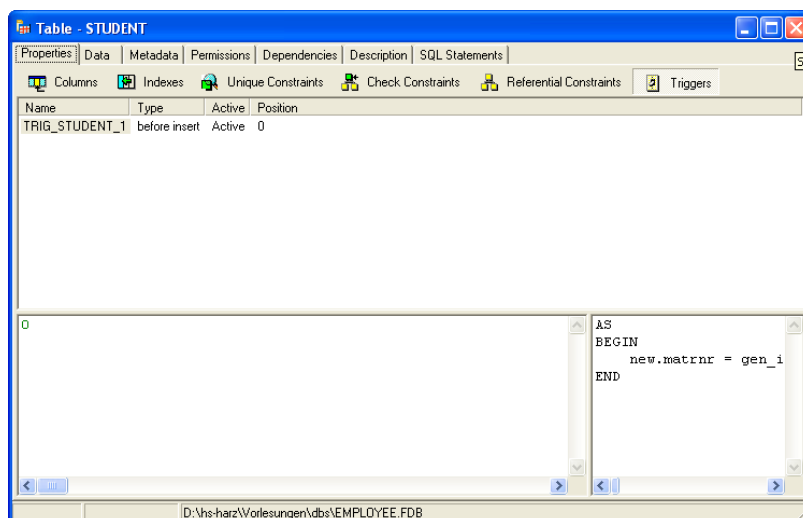 Table - STUDENT
Properties Data Metadata Permissions Dependencies Description SQL Statements
Columns Indexes Unique Constraints Check Constraints Referential Constraints Triggers
Name Type Active Position
TRIG_STUDENT_1 before insert Active 0
0
AS
BEGIN
new.matrnr = gen_i
END
D:\hs-harz\Vorlesungen\dbs\EMPLOYEE.FDB